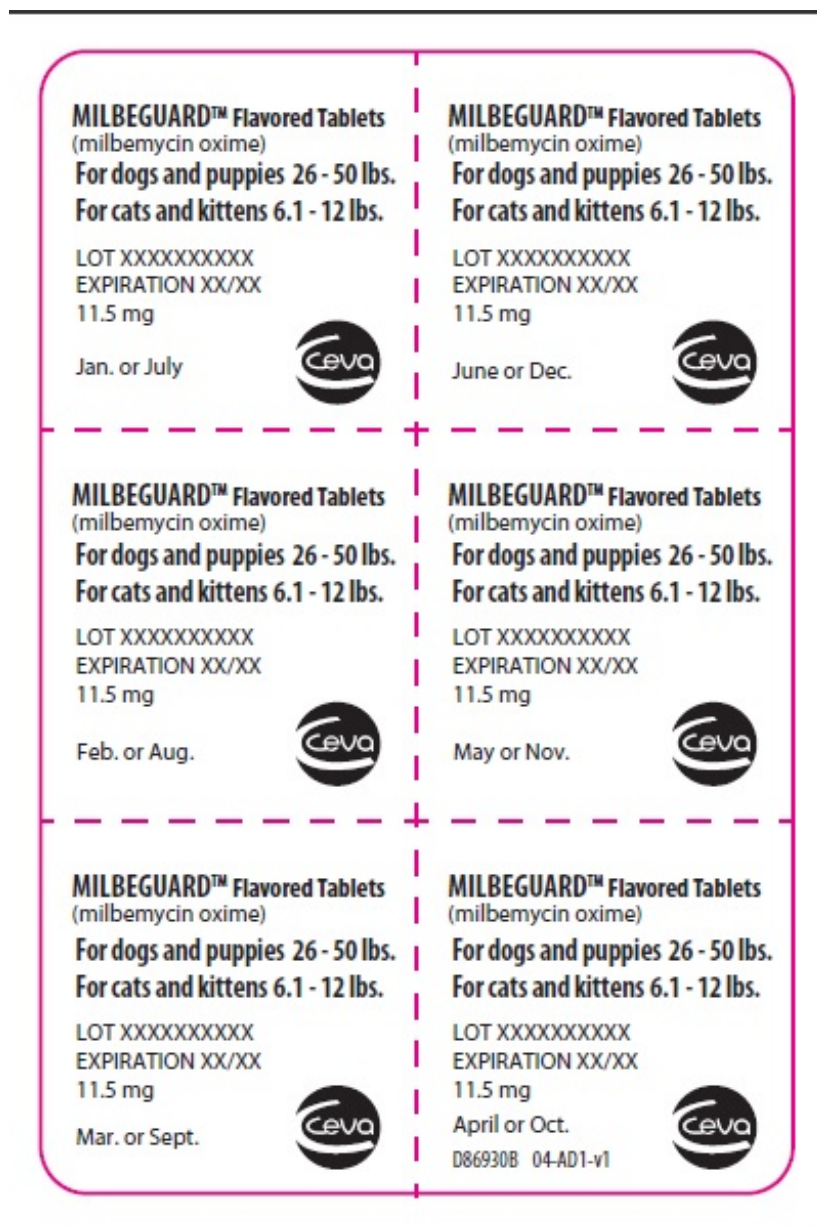 MILBEGUARD™ Flavored Tablets
(milbemycin oxime)
For dogs and puppies 26 - 50 lbs.
For cats and kittens 6.1 - 12 lbs.
LOT XXXXXXXXXX
EXPIRATION XX/XX
11.5 mg
Jan. or July
ceva
MILBEGUARD™ Flavored Tablets
(milbemycin oxime)
For dogs and puppies 26 - 50 lbs.
For cats and kittens 6.1 - 12 lbs.
LOT XXXXXXXXXX
EXPIRATION XX/XX
11.5 mg
June or Dec.
ceva
MILBEGUARD™ Flavored Tablets
(milbemycin oxime)
For dogs and puppies 26 - 50 lbs.
For cats and kittens 6.1 - 12 lbs.
LOT XXXXXXXXXX
EXPIRATION XX/XX
11.5 mg
Feb. or Aug.
ceva
MILBEGUARD™ Flavored Tablets
(milbemycin oxime)
For dogs and puppies 26 - 50 lbs.
For cats and kittens 6.1 - 12 lbs.
LOT XXXXXXXXXX
EXPIRATION XX/XX
11.5 mg
May or Nov.
ceva
MILBEGUARD™ Flavored Tablets
(milbemycin oxime)
For dogs and puppies 26 - 50 lbs.
For cats and kittens 6.1 - 12 lbs.
LOT XXXXXXXXXX
EXPIRATION XX/XX
11.5 mg
Mar. or Sept.
ceva
MILBEGUARD™ Flavored Tablets
(milbemycin oxime)
For dogs and puppies 26 - 50 lbs.
For cats and kittens 6.1 - 12 lbs.
LOT XXXXXXXXXX
EXPIRATION XX/XX
11.5 mg
April or Oct.
D86930B 04-AD1-v1
ceva